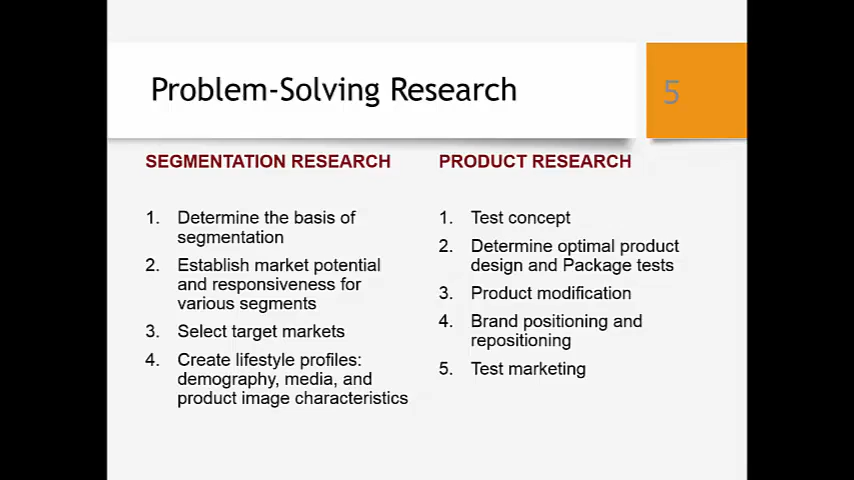 Problem-Solving Research
5
SEGMENTATION RESEARCH
1. Determine the basis of
segmentation
2. Establish market potential
and responsiveness for
various segments
3. Select target markets
4. Create lifestyle profiles:
demography, media, and
product image characteristics
PRODUCT RESEARCH
1. Test concept
2. Determine optimal product
design and Package tests
3. Product modification
4. Brand positioning and
repositioning
5. Test marketing